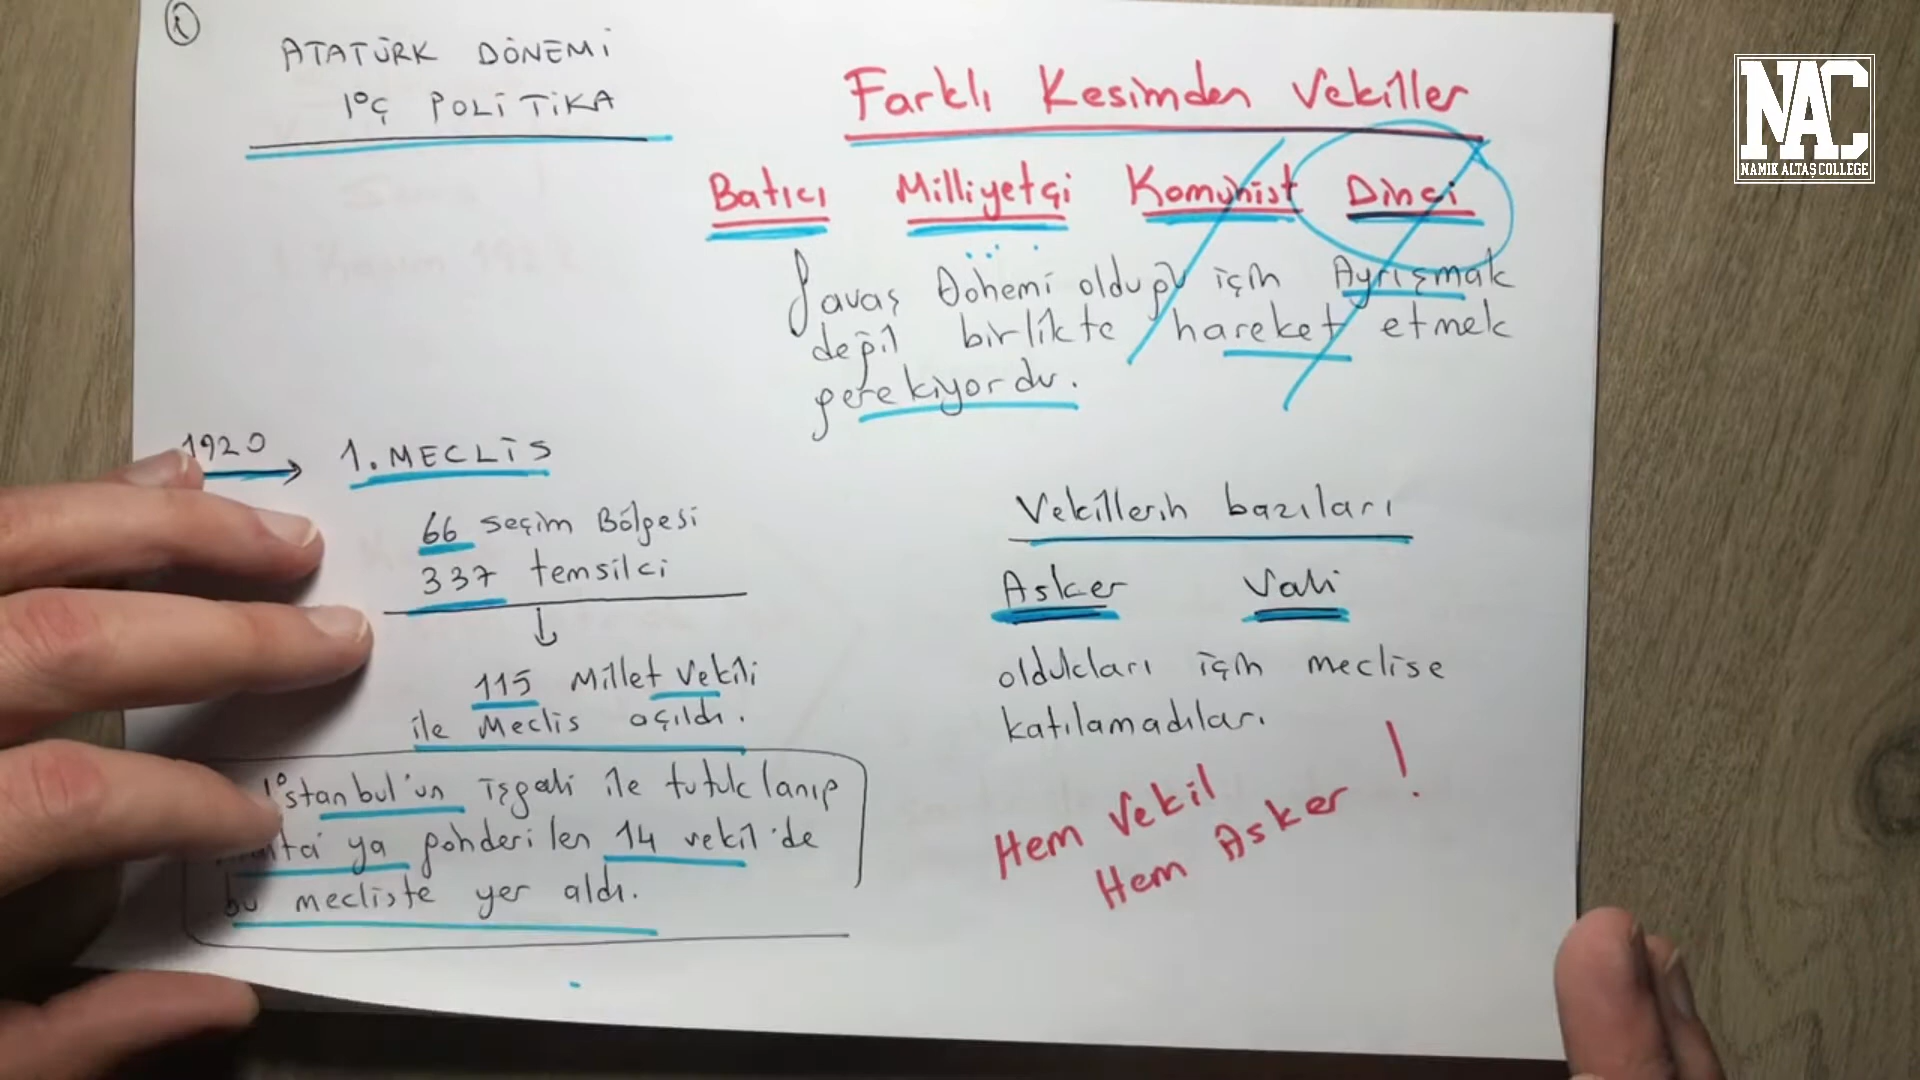 1
ATATÜRK DÖNEMİ
İÇ POLİTİKA
Farklı Kesimden Vekiller
Batıcı Milliyetçi Komünist Dinci
Savaş Dönemi olduğu için Ayrışmak
değil birlikte hareket etmek
gerekiyordu.
1920 → 1. MECLİS
66 Seçim Bölgesi
337 temsilci
115 Millet Vekili
ile Meclis açıldı.
İstanbul'un işgali ile tutuklanıp
ya gönderilen 14 vekil'de
bu mecliste yer aldı.
Vekillerin bazıları
Asker Vali
oldukları için meclise
katılamadılar.
Hem Vekil
Hem Asker !
NAC
NAMIK ALTAŞ COLLEGE